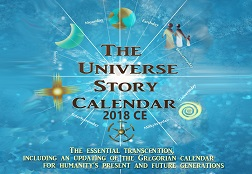 THE
UNIVERSE
STORY
CALENDAR
2018 CE
THE ESSENTIAL TRANSCENTION,
INCLUDING AN UPDATING OF THE GREGORIAN CALENDAR
FOR HUMANITY'S PRESENT AND FUTURE GENERATIONS